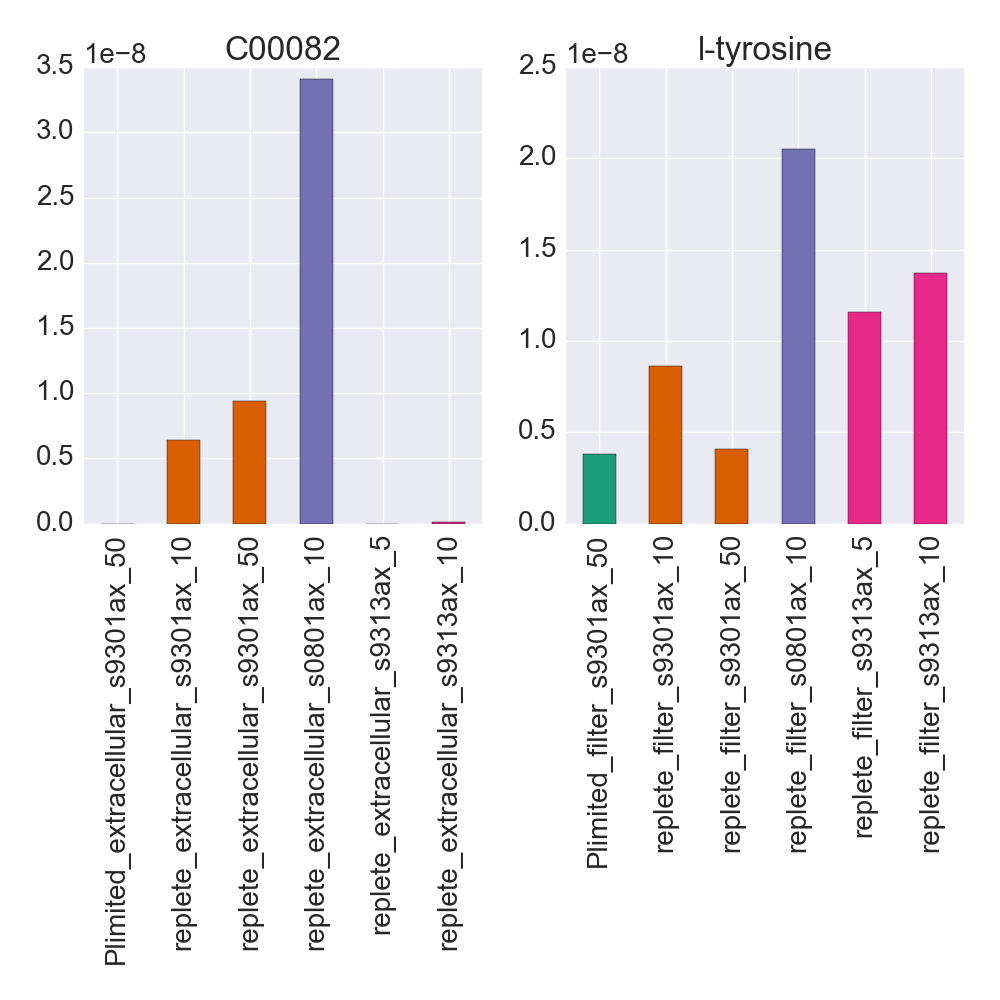 C00082
1e−8
3.5
3.0
2.5
2.0
1.5
1.0
0.5
0.0
Plimited_extracellular_s9301ax_50
replete_extracellular_s9301ax_10
replete_extracellular_s9301ax_50
replete_extracellular_s0801ax_10
replete_extracellular_s9313ax_5
replete_extracellular_s9313ax_10
l-tyrosine
1e−8
2.5
2.0
1.5
1.0
0.5
0.0
Plimited_filter_s9301ax_50
replete_filter_s9301ax_10
replete_filter_s9301ax_50
replete_filter_s0801ax_10
replete_filter_s9313ax_5
replete_filter_s9313ax_10